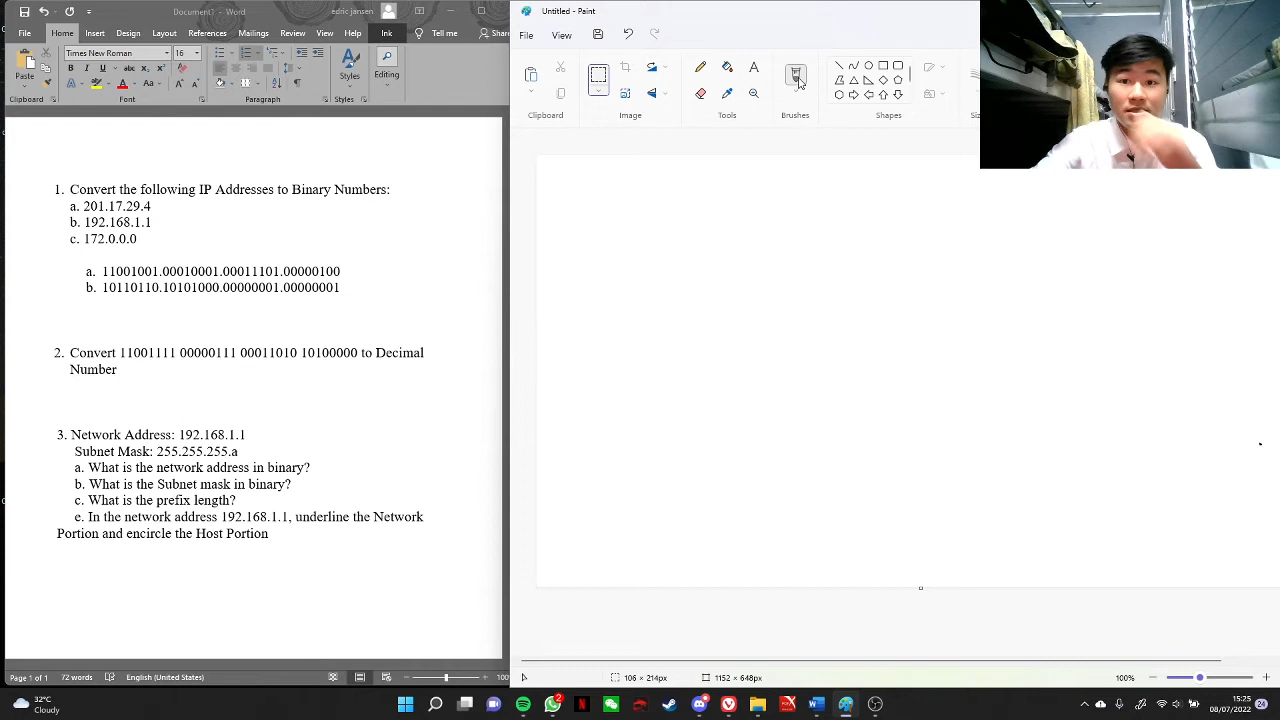 edric jansen
Untitled - Paint
File Home Insert Design Layout References Mailings Review View Ink Tell me Share
File View
Times New Roman 16
Paste
Styles
Editing
Clipboard Font Paragraph Styles
Clipboard Image Tools Brushes Shapes
1. Convert the following IP Addresses to Binary Numbers:
a. 201.17.29.4
b. 192.168.1.1
c. 172.0.0.0
a. 11001001.00010001.00011101.00000100
b. 10110110.10101000.00000001.00000001
2. Convert 11001111 00000111 00011010 10100000 to Decimal
Number
3. Network Address: 192.168.1.1
Subnet Mask: 255.255.255.a
a. What is the network address in binary?
b. What is the Subnet mask in binary?
c. What is the prefix length?
e. In the network address 192.168.1.1, underline the Network
Portion and encircle the Host Portion
Page 1 of 1 72 words English (United States) 100
106 × 214px 1152 × 648px 100%
32°C
Cloudy
15:25
08/07/2022